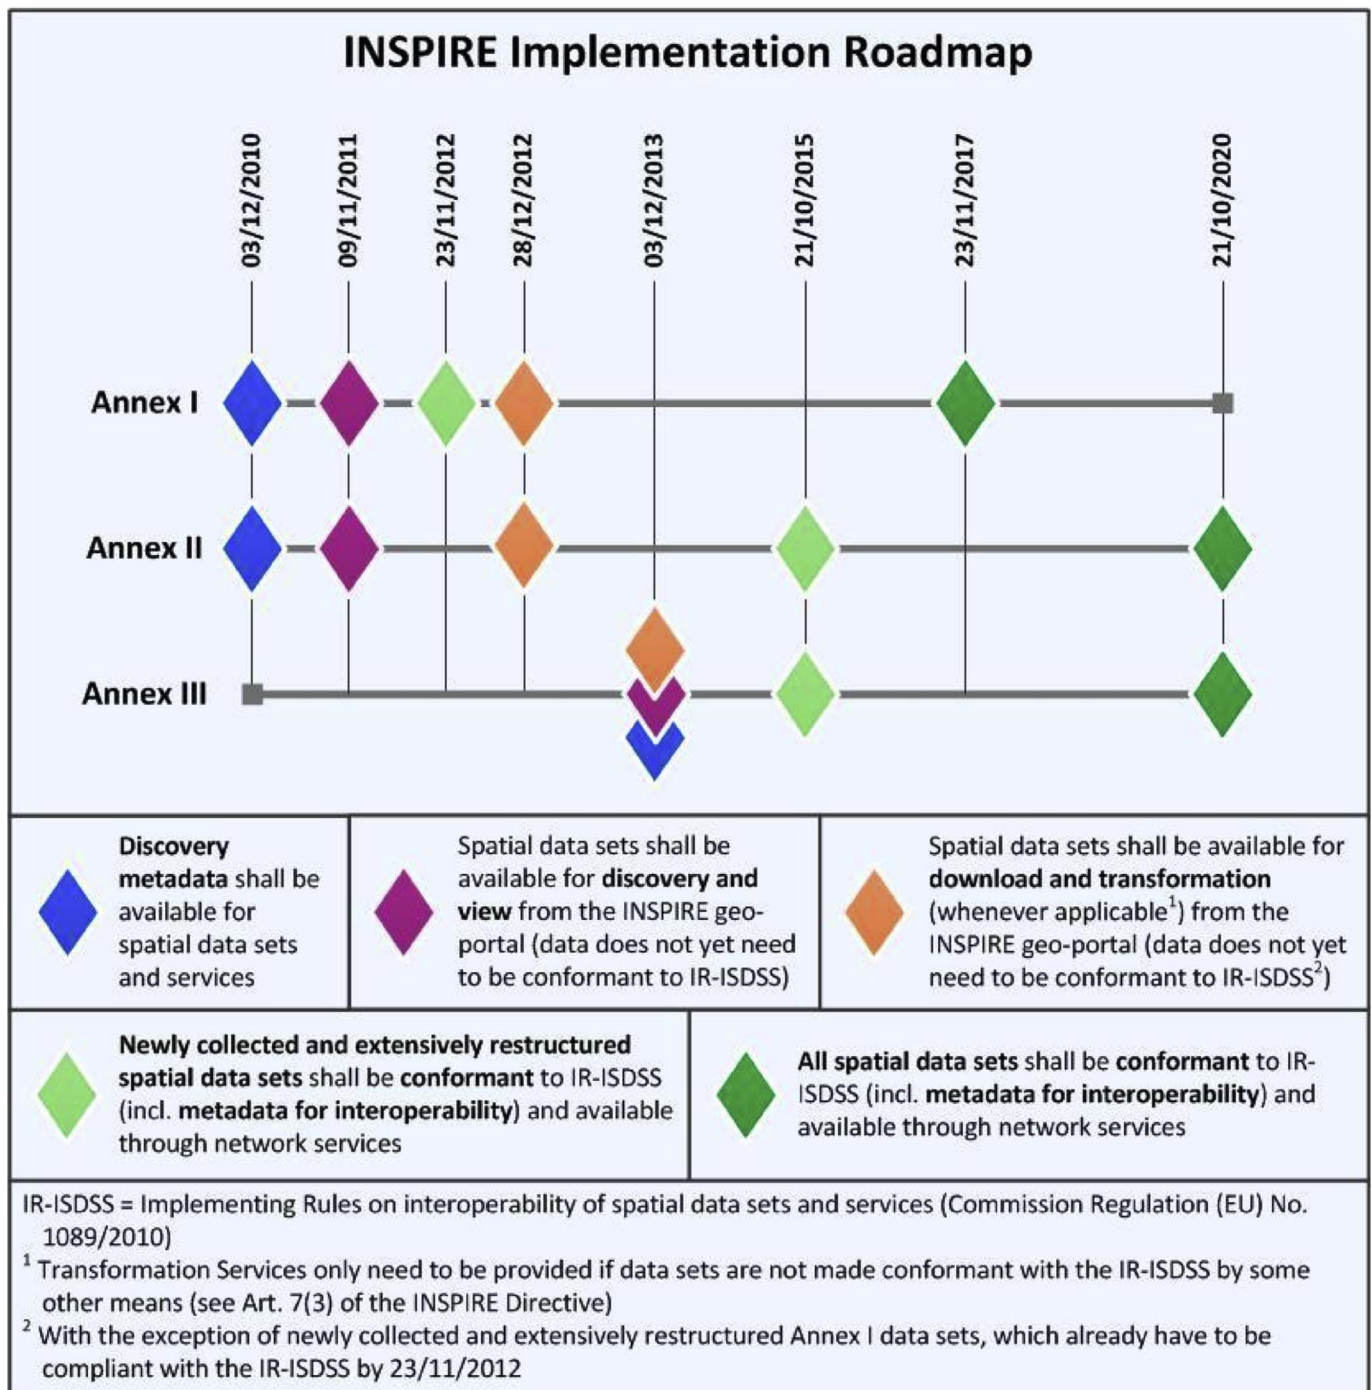 INSPIRE Implementation Roadmap
03/12/2010
09/11/2011
23/11/2012
28/12/2012
03/12/2013
21/10/2015
23/11/2017
21/10/2020
Annex I
Annex II
Annex III
Discovery
metadata shall be
available for
spatial data sets
and services
Spatial data sets shall be
available for discovery and
view from the INSPIRE geo-
portal (data does not yet need
to be conformant to IR-ISDSS)
Spatial data sets shall be available for
download and transformation
(whenever applicable¹) from the
INSPIRE geo-portal (data does not yet
need to be conformant to IR-ISDSS²)
Newly collected and extensively restructured
spatial data sets shall be conformant to IR-ISDSS
(incl. metadata for interoperability) and available
through network services
All spatial data sets shall be conformant to IR-
ISDSS (incl. metadata for interoperability) and
available through network services
IR-ISDSS = Implementing Rules on interoperability of spatial data sets and services (Commission Regulation (EU) No.
1089/2010)
¹ Transformation Services only need to be provided if data sets are not made conformant with the IR-ISDSS by some
other means (see Art. 7(3) of the INSPIRE Directive)
² With the exception of newly collected and extensively restructured Annex I data sets, which already have to be
compliant with the IR-ISDSS by 23/11/2012